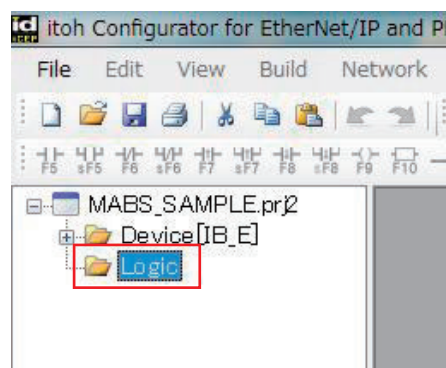 itoh Configurator for EtherNet/IP and P
File Edit View Build Network
F5 sF5 F6 sF6 F7 sF7 F8 sF8 F9 F10
MABS_SAMPLE.prj2
Device[IB_E]
Logic